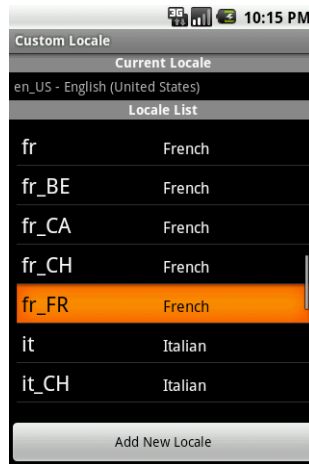 3G 10:15 PM
Custom Locale
Current Locale
en_US - English (United States)
Locale List
fr French
fr_BE French
fr_CA French
fr_CH French
fr_FR French
it Italian
it_CH Italian
Add New Locale